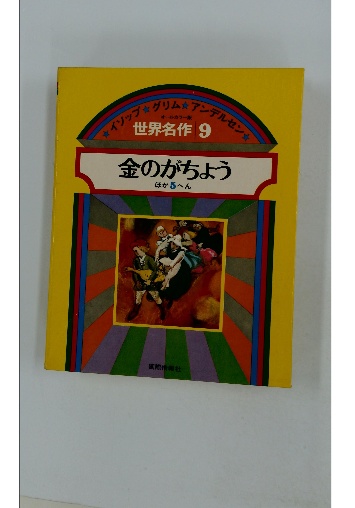 ★イソップ★グリム★アンデルセン★
世界名作 9
金のがちょう
ほか5へん